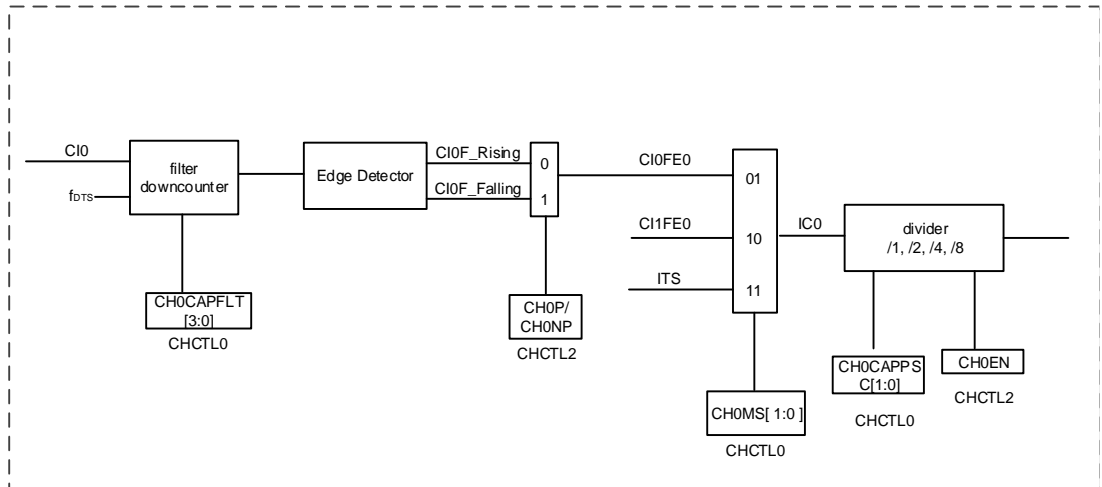 CI0
fDTS
filter
downcounter
CH0CAPFLT
[3:0]
CHCTL0
Edge Detector
CI0F_Rising
CI0F_Falling
0
1
CH0P/
CH0NP
CHCTL2
CI0FE0
CI1FE0
ITS
01
10
11
CH0MS[ 1:0 ]
CHCTL0
IC0
divider
/1, /2, /4, /8
CH0CAPPS
C[1:0]
CHCTL0
CH0EN
CHCTL2